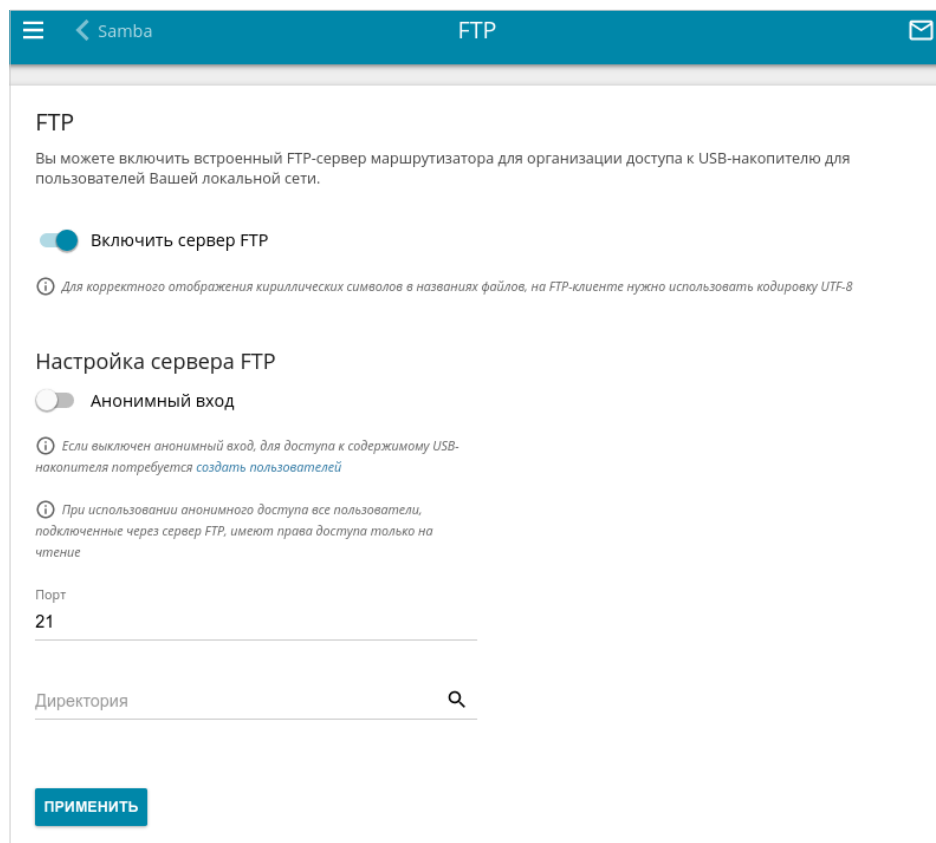 Samba
FTP
FTP
Вы можете включить встроенный FTP-сервер маршрутизатора для организации доступа к USB-накопителю для
пользователей Вашей локальной сети.
Включить сервер FTP
Для корректного отображения кириллических символов в названиях файлов, на FTP-клиенте нужно использовать кодировку UTF-8
Настройка сервера FTP
Анонимный вход
Если выключен анонимный вход, для доступа к содержимому USB-
накопителя потребуется создать пользователей
При использовании анонимного доступа все пользователи,
подключенные через сервер FTP, имеют права доступа только на
чтение
Порт
21
Директория
ПРИМЕНИТЬ